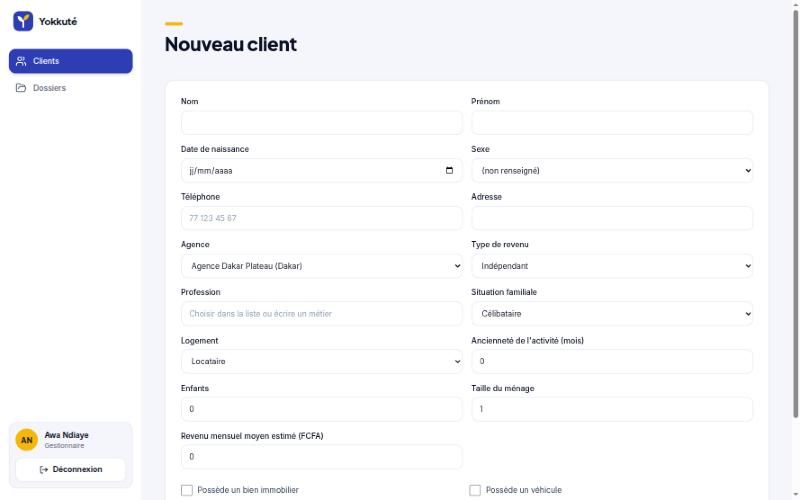 Yokkuté
Clients
Dossiers
Nouveau client
Nom
Prénom
Date de naissance
Sexe
jj/mm/aaaa
(non renseigné)
Téléphone
Adresse
77 123 45 67
Agence
Type de revenu
Agence Dakar Plateau (Dakar)
Indépendant
Profession
Situation familiale
Choisir dans la liste ou écrire un métier
Célibataire
Logement
Ancienneté de l'activité (mois)
Locataire
0
Enfants
Taille du ménage
0
1
Revenu mensuel moyen estimé (FCFA)
0
Possède un bien immobilier
Possède un véhicule
AN
Awa Ndiaye
Gestionnaire
Déconnexion